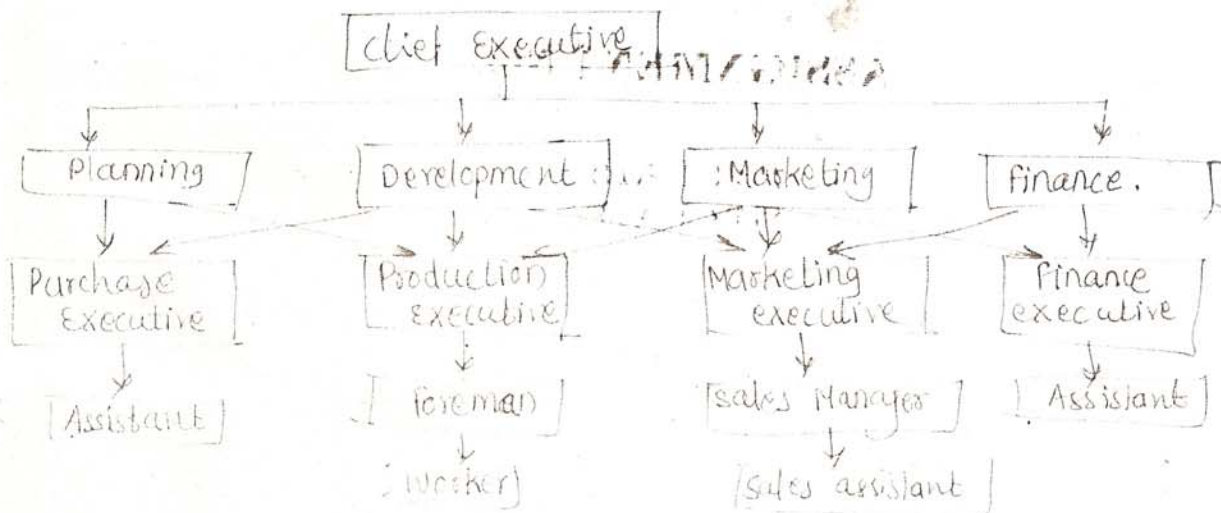 Chief Executive
Planning Development Marketing Finance.
Purchase Production Marketing Finance
Executive executive executive executive
Assistant Foreman Sales Manager Assistant
Worker Sales assistant